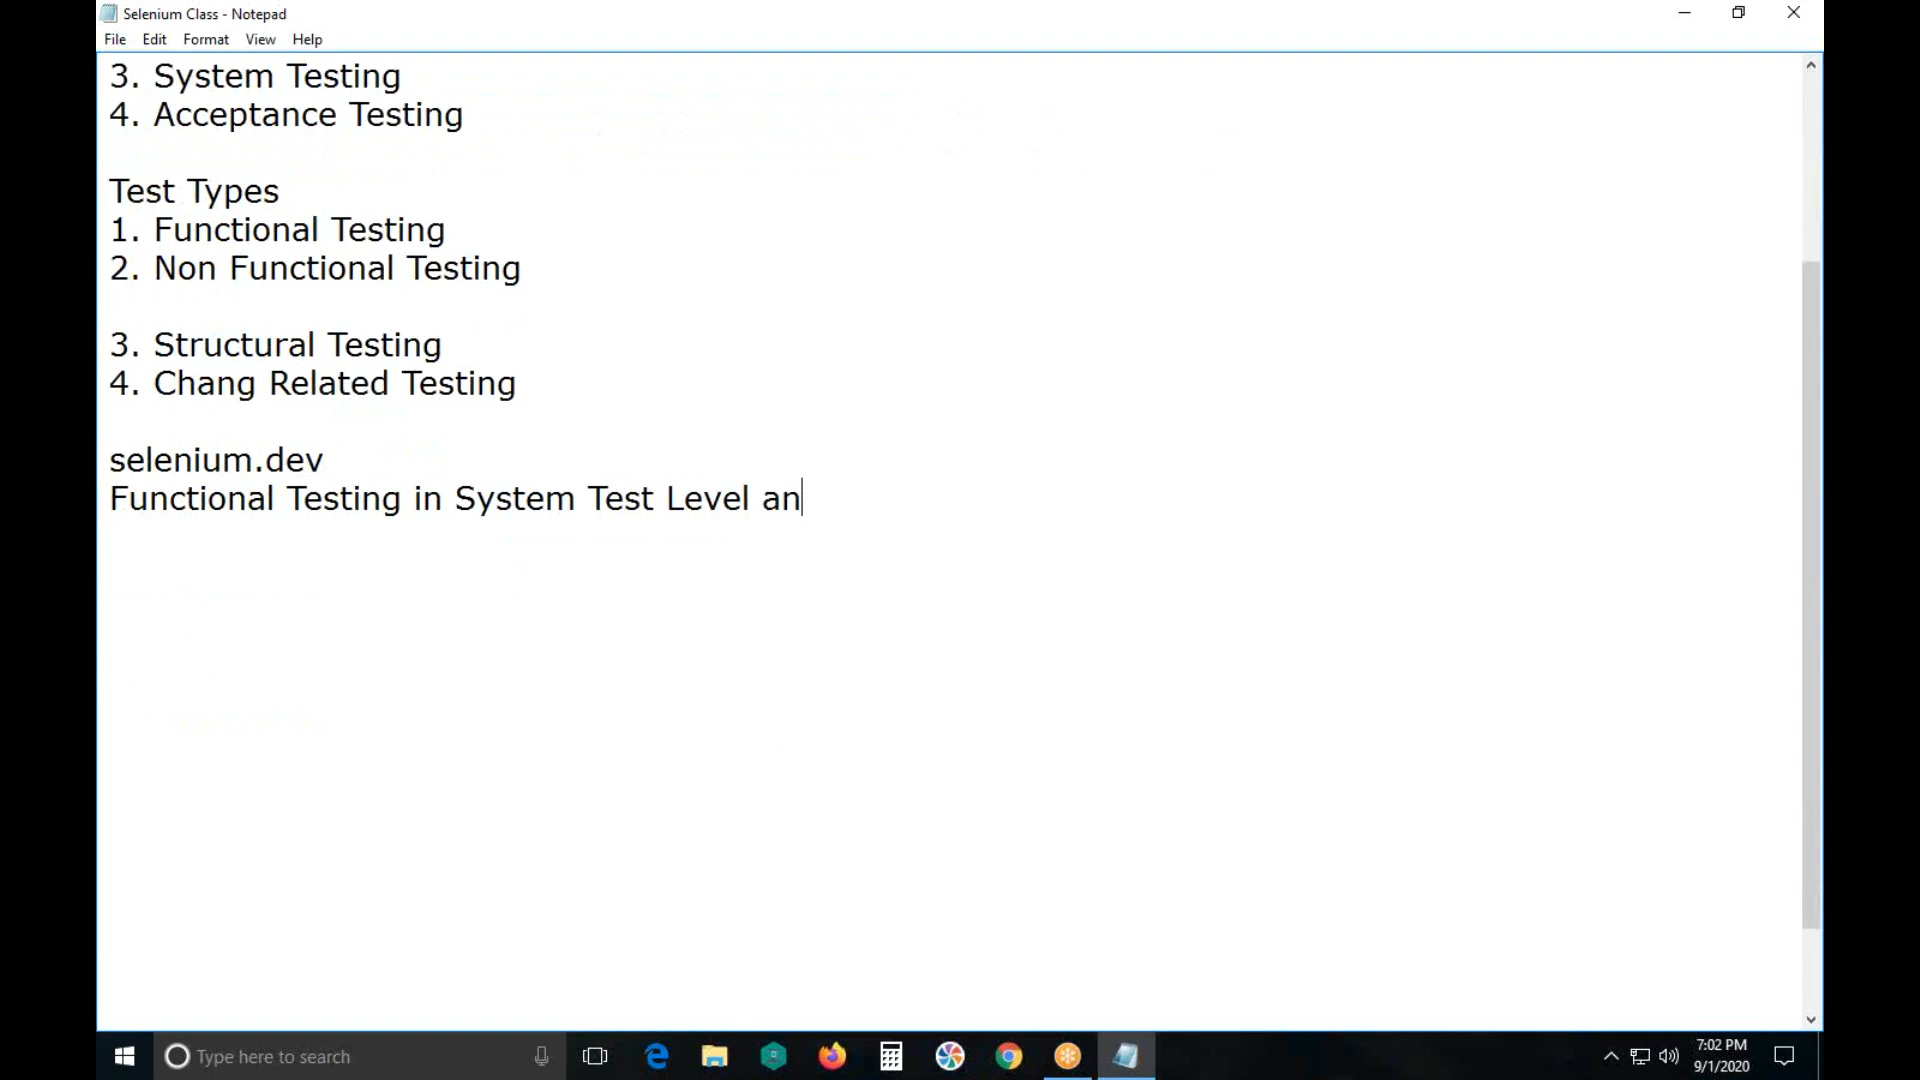 Selenium Class - Notepad
File Edit Format View Help
3. System Testing
4. Acceptance Testing
Test Types
1. Functional Testing
2. Non Functional Testing
3. Structural Testing
4. Chang Related Testing
selenium.dev
Functional Testing in System Test Level an
Type here to search
7:02 PM
9/1/2020